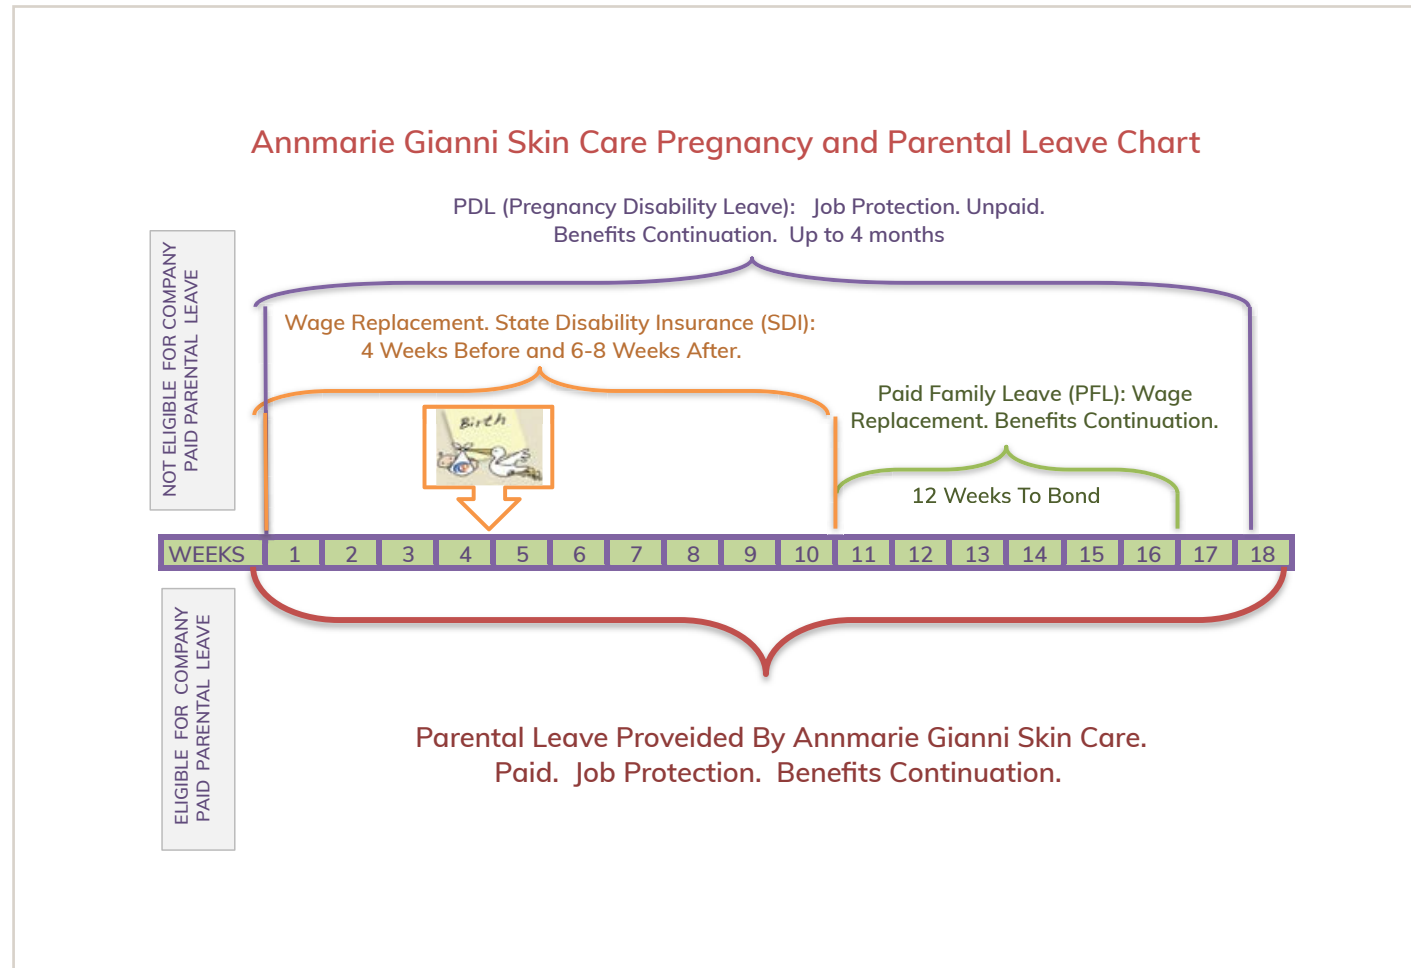 Annmarie Gianni Skin Care Pregnancy and Parental Leave Chart
PDL (Pregnancy Disability Leave): Job Protection. Unpaid.
Benefits Continuation. Up to 4 months
NOT ELIGIBLE FOR COMPANY
PAID PARENTAL LEAVE
Wage Replacement. State Disability Insurance (SDI):
4 Weeks Before and 6-8 Weeks After.
Paid Family Leave (PFL): Wage
Replacement. Benefits Continuation.
Birth
12 Weeks To Bond
WEEKS 1 2 3 4 5 6 7 8 9 10 11 12 13 14 15 16 17 18
ELIGIBLE FOR COMPANY
PAID PARENTAL LEAVE
Parental Leave Proveided By Annmarie Gianni Skin Care.
Paid. Job Protection. Benefits Continuation.